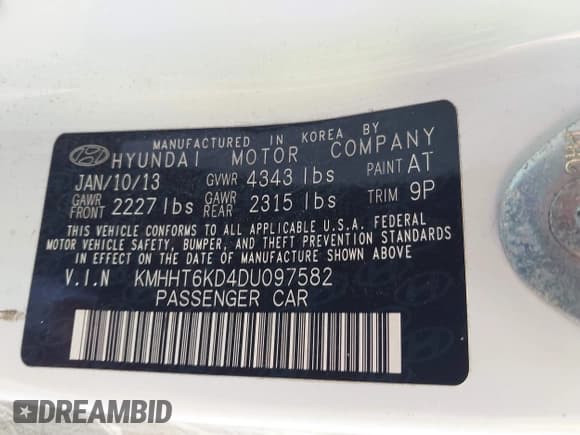 MANUFACTURED IN KOREA BY
HYUNDAI MOTOR COMPANY
JAN/10/13 GVWR 4343 lbs PAINT AT
GAWR FRONT 2227 lbs GAWR REAR 2315 lbs TRIM 9P
THIS VEHICLE CONFORMS TO ALL APPLICABLE U.S.A. FEDERAL
MOTOR VEHICLE SAFETY, BUMPER, AND THEFT PREVENTION STANDARDS
IN EFFECT ON THE DATE OF MANUFACTURE SHOWN ABOVE
V.I.N KMHHT6KD4DU097582
PASSENGER CAR
DREAMBID